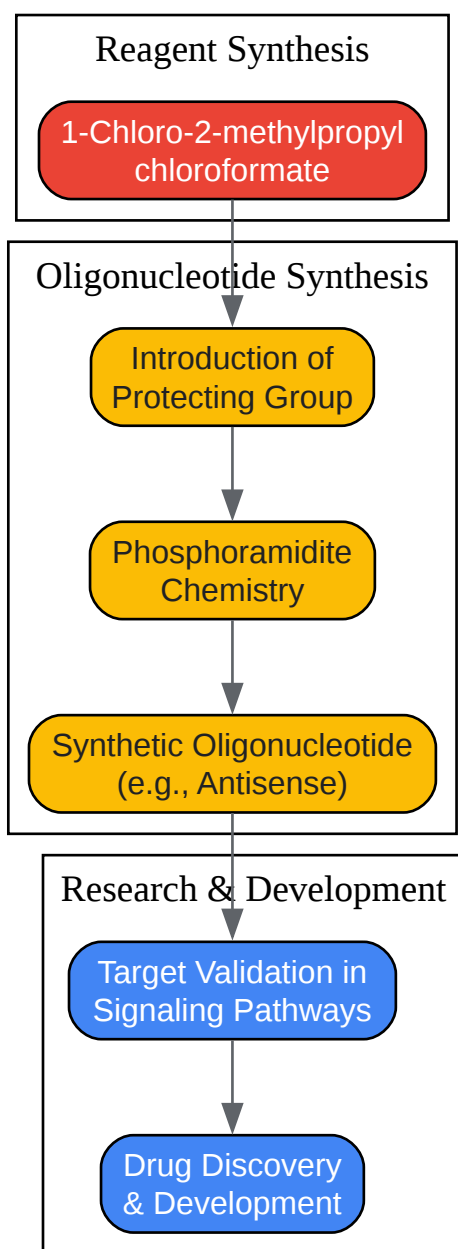 Reagent Synthesis
1-Chloro-2-methylpropyl
chloroformate
Oligonucleotide Synthesis
Introduction of
Protecting Group
Phosphoramidite
Chemistry
Synthetic Oligonucleotide
(e.g., Antisense)
Research & Development
Target Validation in
Signaling Pathways
Drug Discovery
& Development